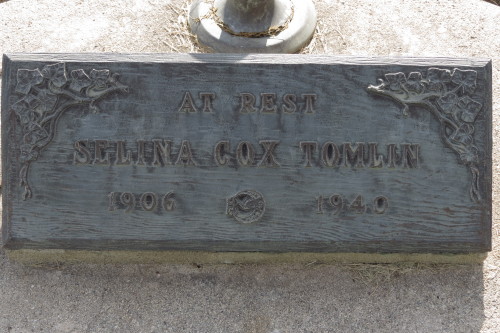 AT REST
SELINA COX TOMLIN
1906 1940